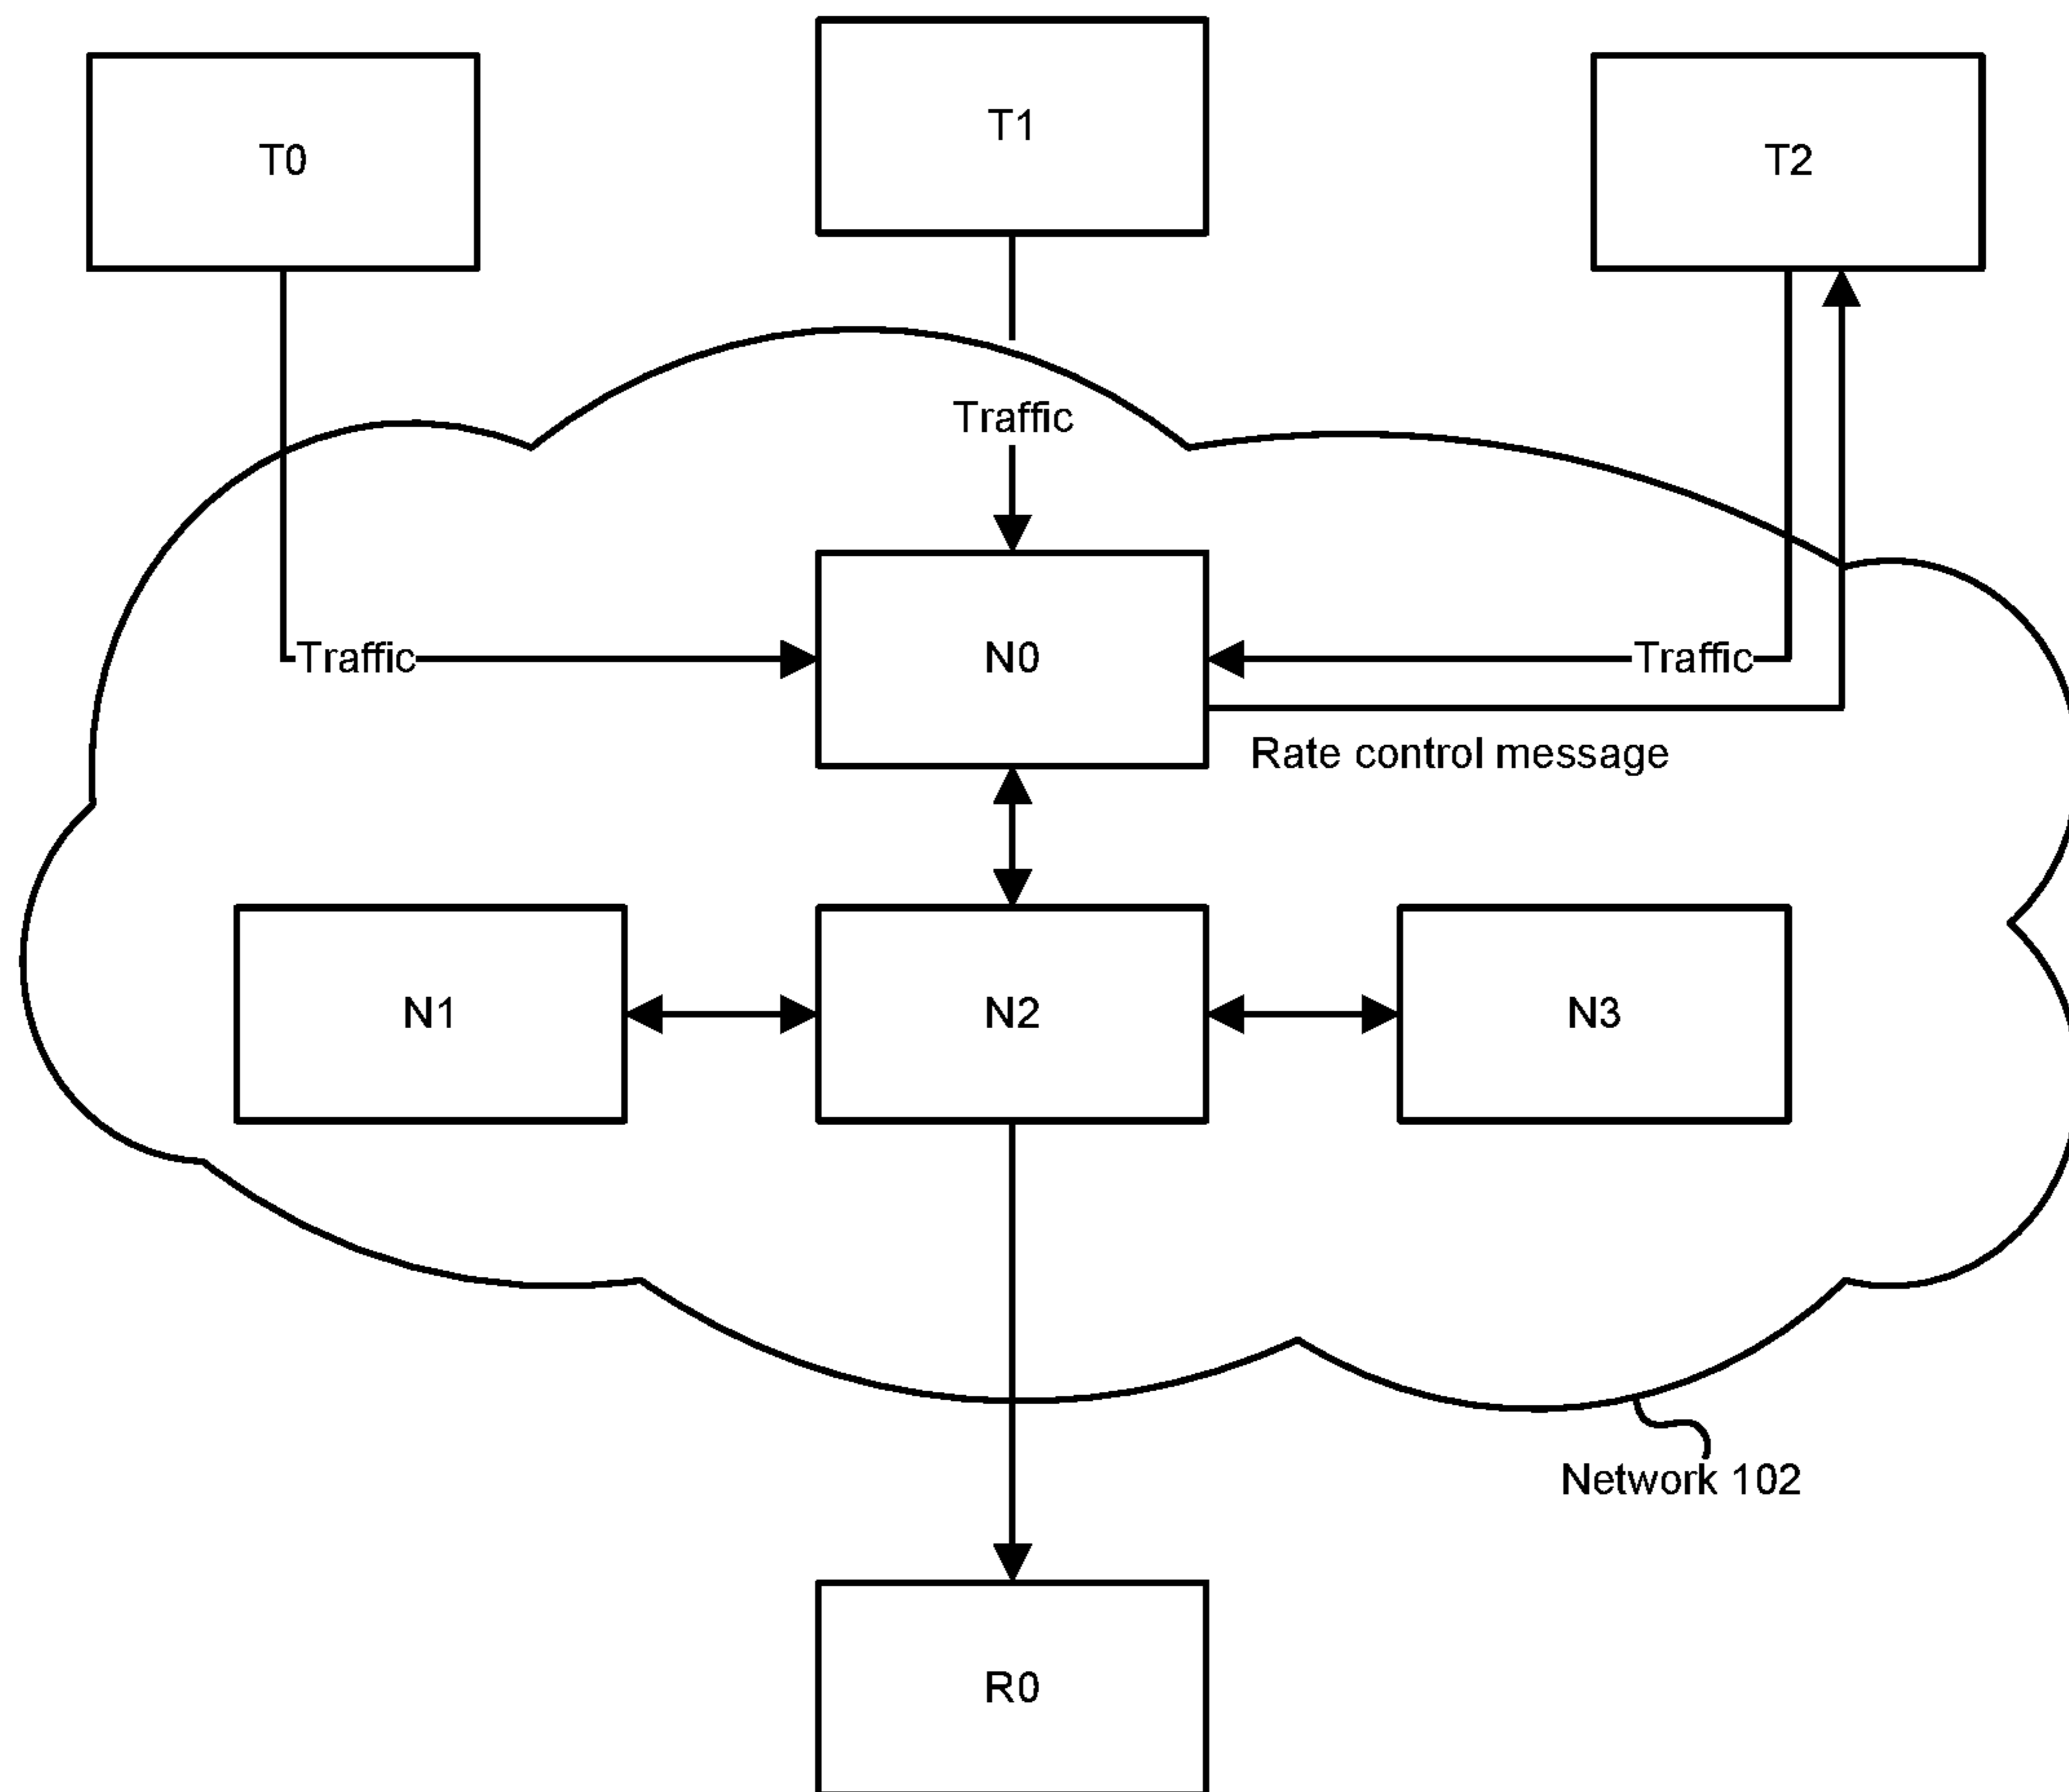 T0
T1
T2
Traffic
Traffic
N0
Traffic
Rate control message
N1
N2
N3
Network 102
R0